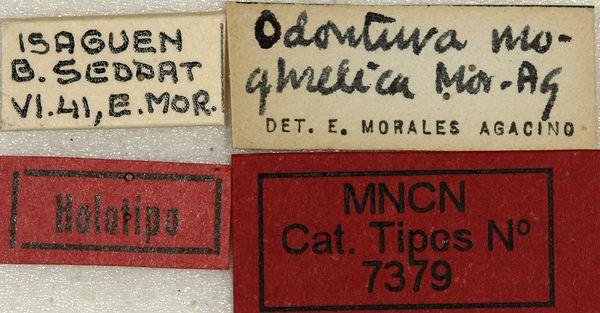 ISAGUEN
B. SEDDAT
VI.41, E. MOR.
Odontura mo-
ghrelica Mor-Ag
DET. E. MORALES AGACINO
Holotipo
MNCN
Cat. Tipos Nº
7379